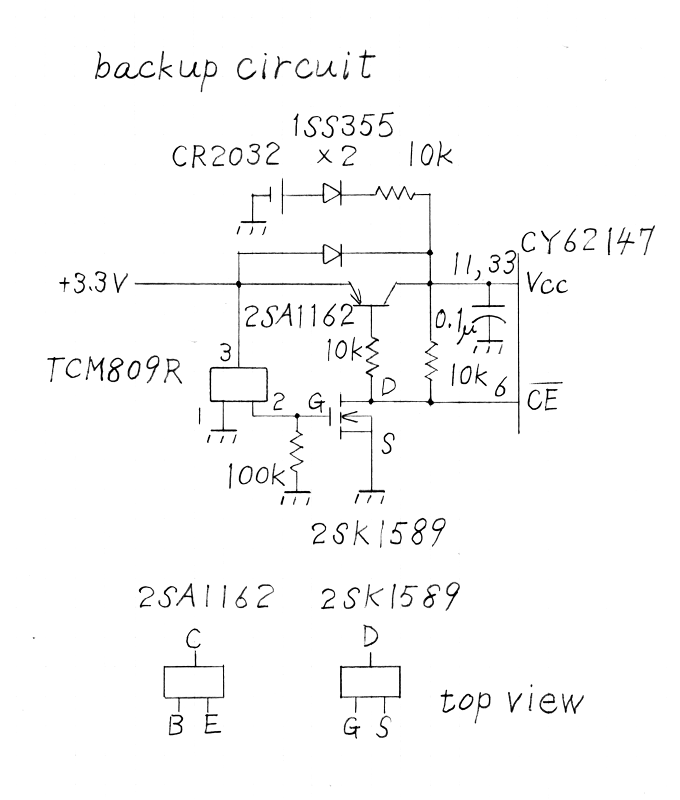 backup circuit
1SS355
CR2032 ×2 10k
CY62147
+3.3V
11, 33
Vcc
2SA1162
0.1μ
10k
3
TCM809R
D
10k
6
CE
1
2
G
S
100k
2SK1589
2SA1162 2SK1589
C D
B E
G S
top view